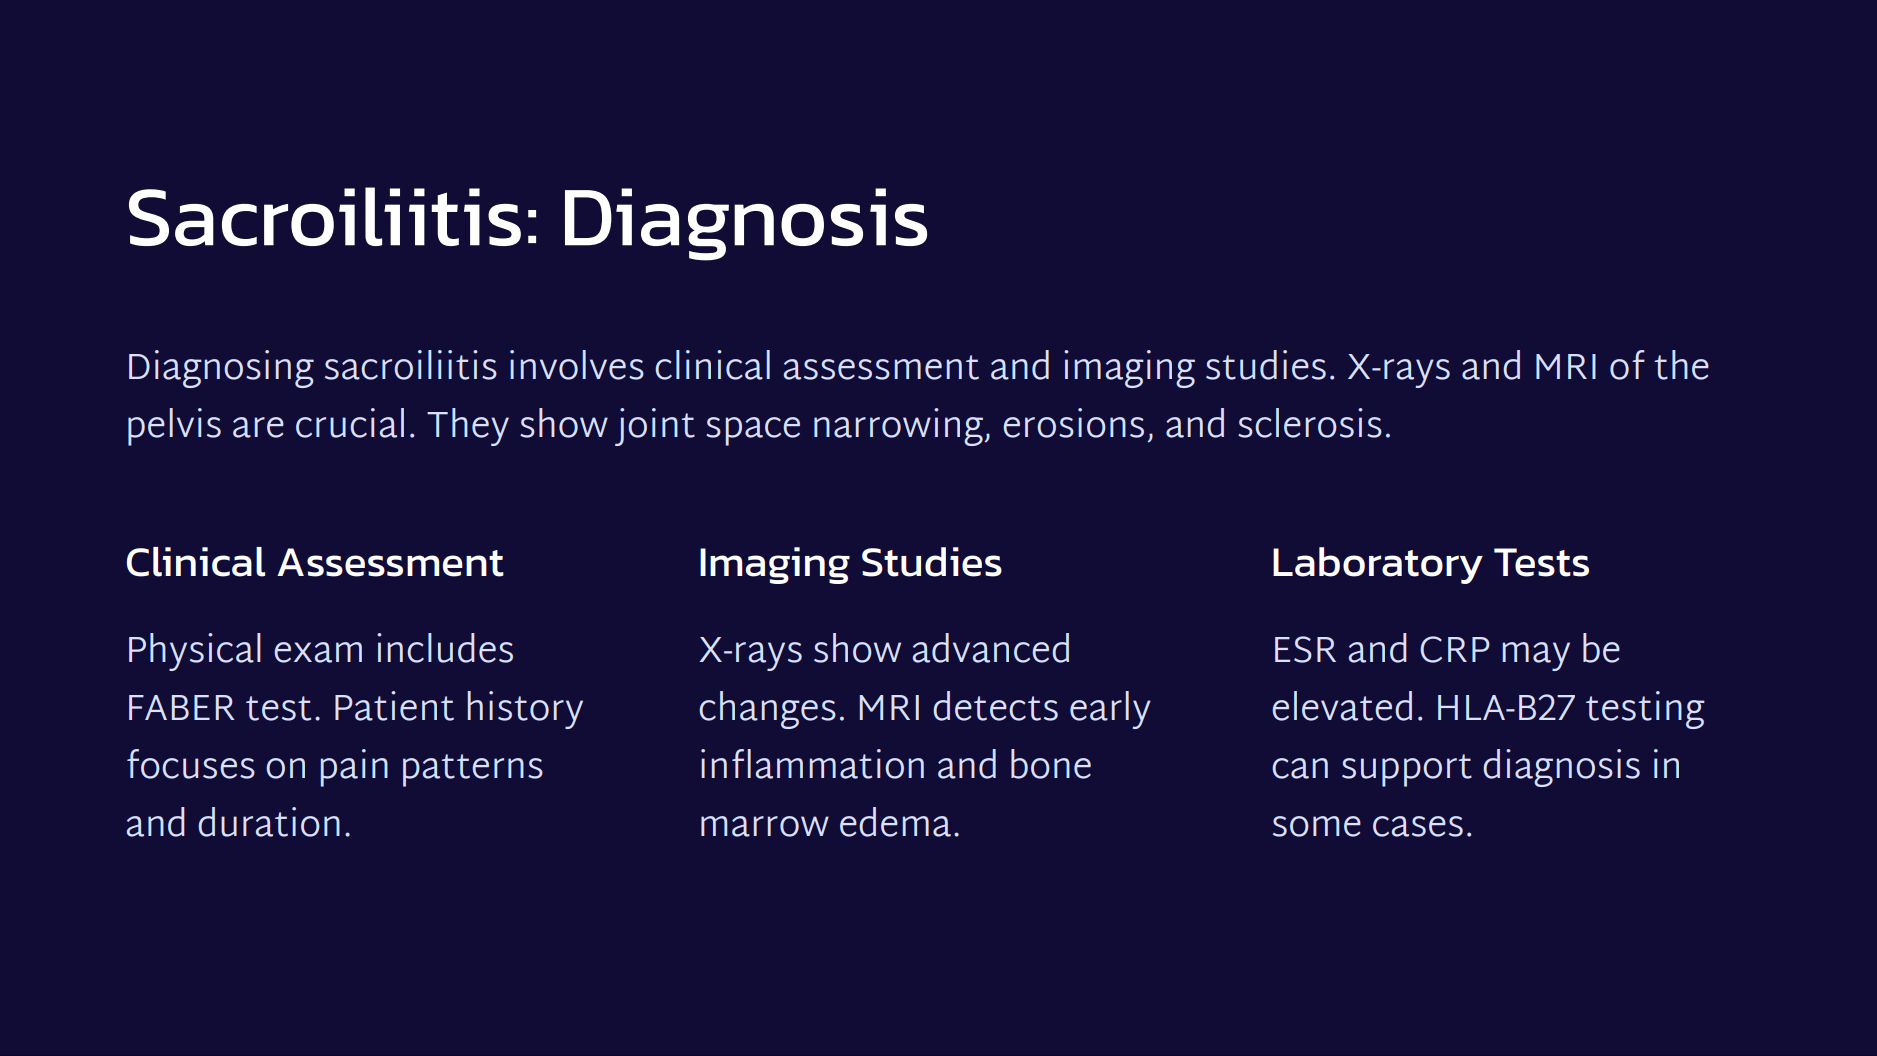 Sacroiliitis: Diagnosis
Diagnosing sacroiliitis involves clinical assessment and imaging studies. X-rays and MRI of the
pelvis are crucial. They show joint space narrowing, erosions, and sclerosis.
Clinical Assessment
Physical exam includes
FABER test. Patient history
focuses on pain patterns
and duration.
Imaging Studies
X-rays show advanced
changes. MRI detects early
inflammation and bone
marrow edema.
Laboratory Tests
ESR and CRP may be
elevated. HLA-B27 testing
can support diagnosis in
some cases.